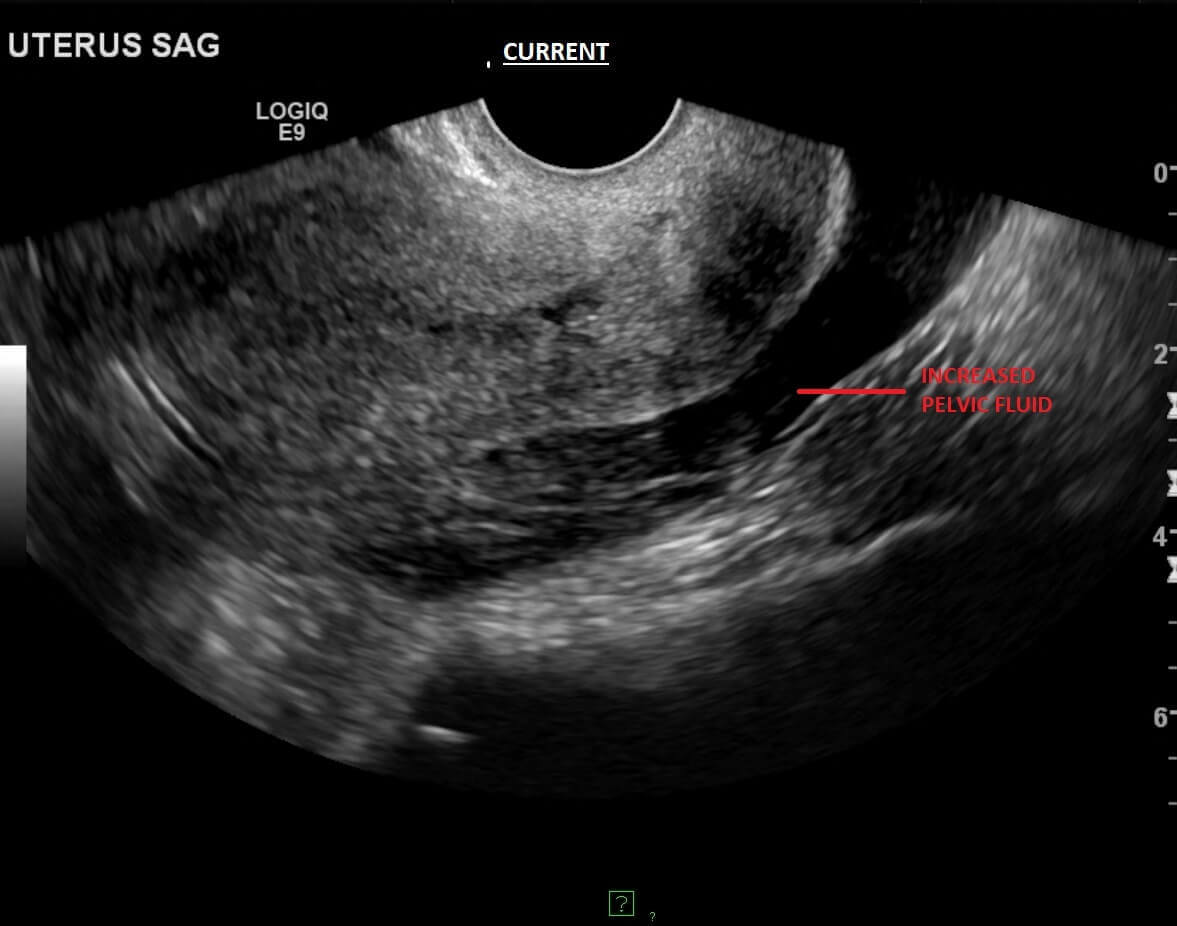 UTERUS SAG
CURRENT
LOGIQ
E9
0
2
INCREASED
PELVIC FLUID
4
6
?
?